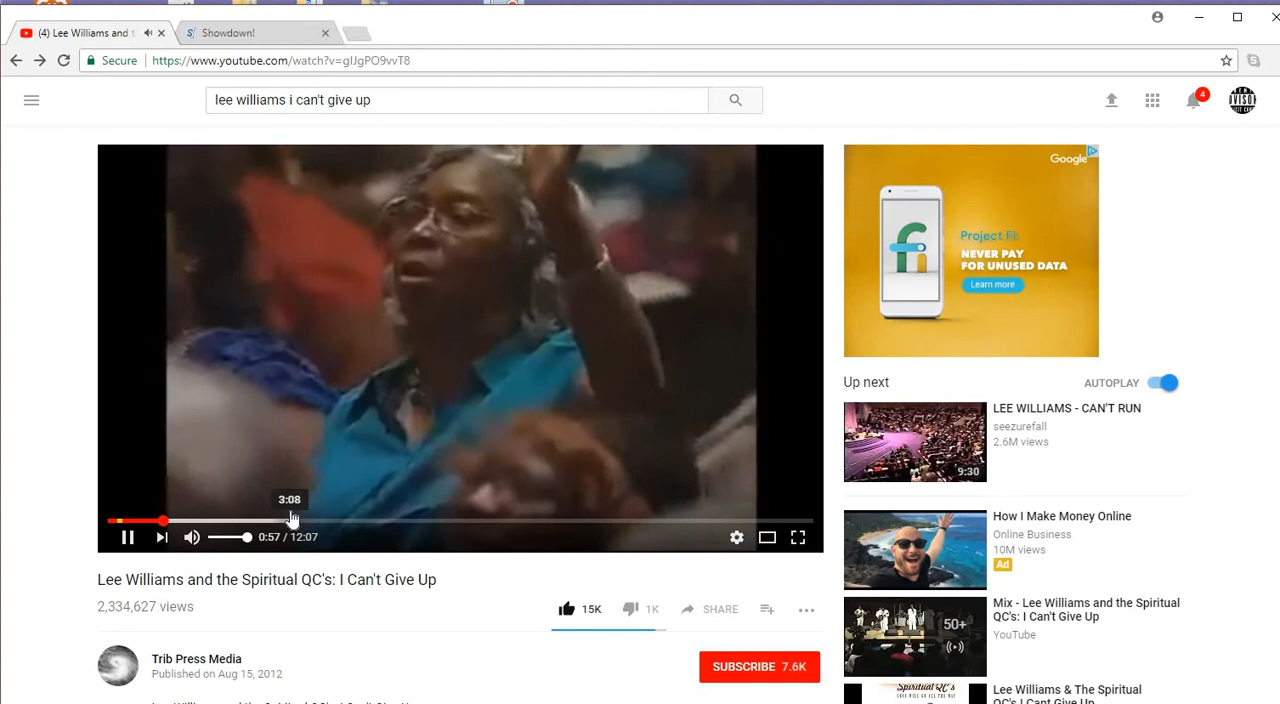 (4) Lee Williams and t
Showdown!
Secure
https://www.youtube.com/watch?v=glJgPO9vvT8
lee williams i can't give up
4
Google
Project Fi:
NEVER PAY
FOR UNUSED DATA
Learn more
3:08
0:57 / 12:07
Up next
AUTOPLAY
LEE WILLIAMS - CAN'T RUN
seezurefall
2.6M views
9:30
How I Make Money Online
Online Business
10M views
Ad
Mix - Lee Williams and the Spiritual
QC's: I Can't Give Up
YouTube
50+
Lee Williams & The Spiritual
Spiritual QC's
Lee Williams and the Spiritual QC's: I Can't Give Up
2,334,627 views
15K
1K
SHARE
Trib Press Media
Published on Aug 15, 2012
SUBSCRIBE 7.6K